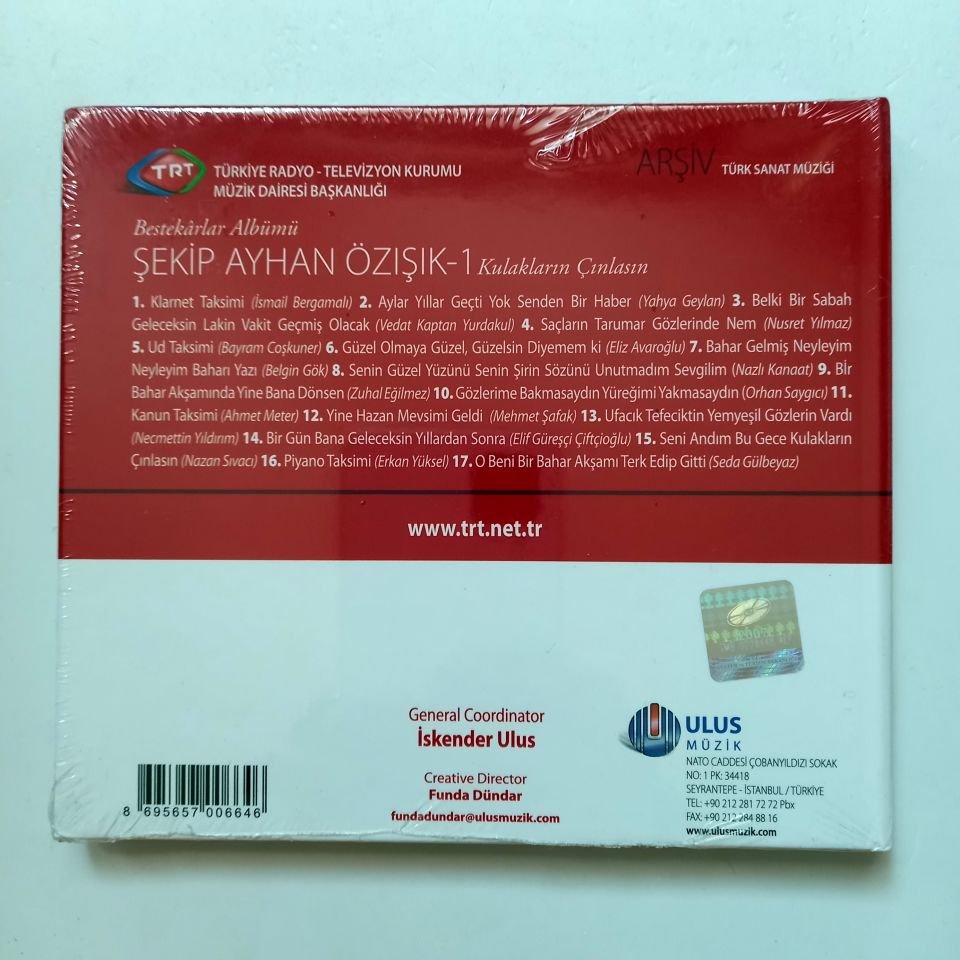 TRT
TÜRKİYE RADYO - TELEVİZYON KURUMU
MÜZİK DAİRESİ BAŞKANLIĞI
ARŞİV TÜRK SANAT MÜZİĞİ
Bestekârlar Albümü
ŞEKİP AYHAN ÖZIŞIK-1 Kulakların Çınlasın
1. Klarnet Taksimi (İsmail Bergamalı) 2. Aylar Yıllar Geçti Yok Senden Bir Haber (Yahya Geylan) 3. Belki Bir Sabah
Geleceksin Lakin Vakit Geçmiş Olacak (Vedat Kaptan Yurdakul) 4. Saçların Tarumar Gözlerinde Nem (Nusret Yılmaz)
5. Ud Taksimi (Bayram Coşkuner) 6. Güzel Olmaya Güzel, Güzelsin Diyemem ki (Eliz Avaroğlu) 7. Bahar Gelmiş Neyleyim
Neyleyim Baharı Yazı (Belgin Gök) 8. Senin Güzel Yüzünü Senin Şirin Sözünü Unutmadım Sevgilim (Nazlı Kanaat) 9. Bİr
Bahar Akşamında Yine Bana Dönsen (Zuhal Eğilmez) 10. Gözlerime Bakmasaydın Yüreğimi Yakmasaydın (Orhan Saygıcı) 11.
Kanun Taksimi (Ahmet Meter) 12. Yine Hazan Mevsimi Geldi (Mehmet Şafak) 13. Ufacık Tefeciktin Yemyeşil Gözlerin Vardı
(Necmettin Yıldırım) 14. Bir Gün Bana Geleceksin Yıllardan Sonra (Elif Güreşçi Çiftçioğlu) 15. Seni Andım Bu Gece Kulakların
Çınlasın (Nazan Sıvacı) 16. Piyano Taksimi (Erkan Yüksel) 17. O Beni Bir Bahar Akşamı Terk Edip Gitti (Seda Gülbeyaz)
www.trt.net.tr
General Coordinator
İskender Ulus
Creative Director
Funda Dündar
fundadundar@ulusmuzik.com
8 695657 006646
ULUS
MÜZİK
NATO CADDESİ ÇOBANYILDIZI SOKAK
NO: 1 PK: 34418
SEYRANTEPE - İSTANBUL / TÜRKİYE
TEL: +90 212 281 72 72 Pbx
FAX: +90 212 284 88 16
www.ulusmuzik.com